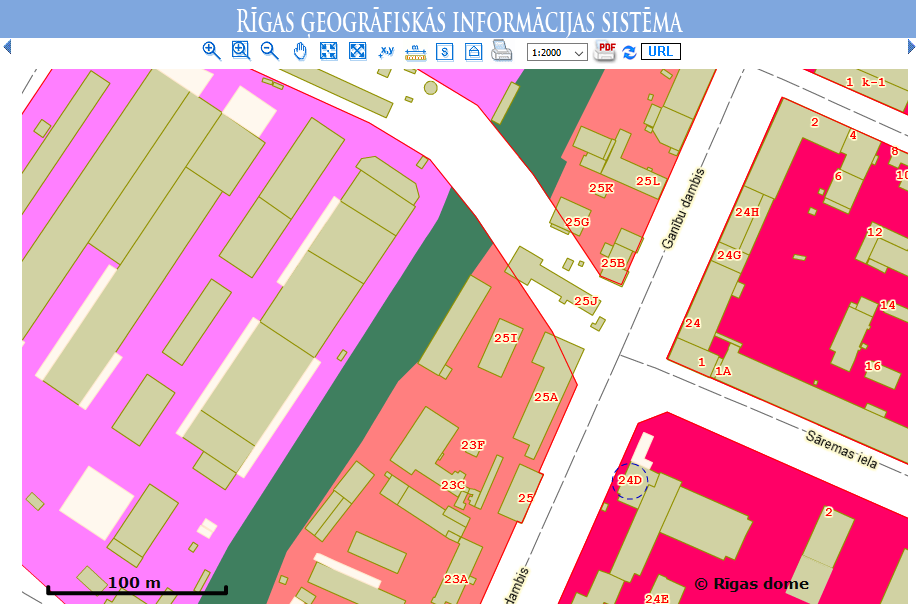 RĪGAS ĢEOGRĀFISKĀS INFORMĀCIJAS SISTĒMA
x,y
m
S
1:2000
PDF
URL
1 k-1
2
4
8
10
6
25L
25K
24H
25G
12
Ganību dambis
24G
25B
25J
14
24
25I
1
1A
16
25A
23F
Sāremas iela
24D
23C
25
2
23A
dambis
24E
100 m
© Rīgas dome